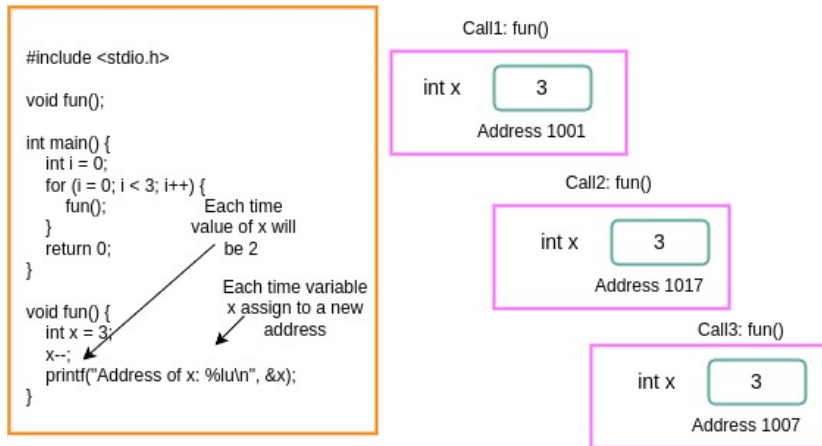 #include <stdio.h>
void fun();
int main() {
int i = 0;
for (i = 0; i < 3; i++) {
fun();
}
return 0;
}
Each time
value of x will
be 2
Each time variable
x assign to a new
address
void fun() {
int x = 3;
x--;
printf("Address of x: %lu\n", &x);
}
Call1: fun()
int x 3
Address 1001
Call2: fun()
int x 3
Address 1017
Call3: fun()
int x 3
Address 1007